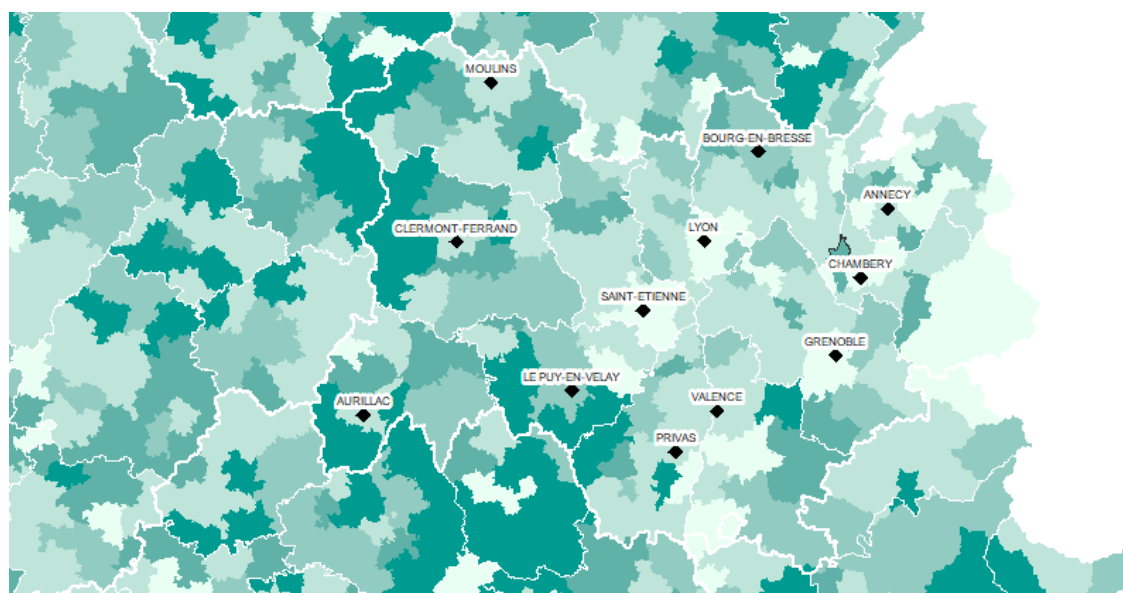 MOULINS
BOURG-EN-BRESSE
ANNECY
CLERMONT-FERRAND
LYON
CHAMBERY
SAINT-ETIENNE
GRENOBLE
LE PUY-EN-VELAY
AURILLAC
VALENCE
PRIVAS